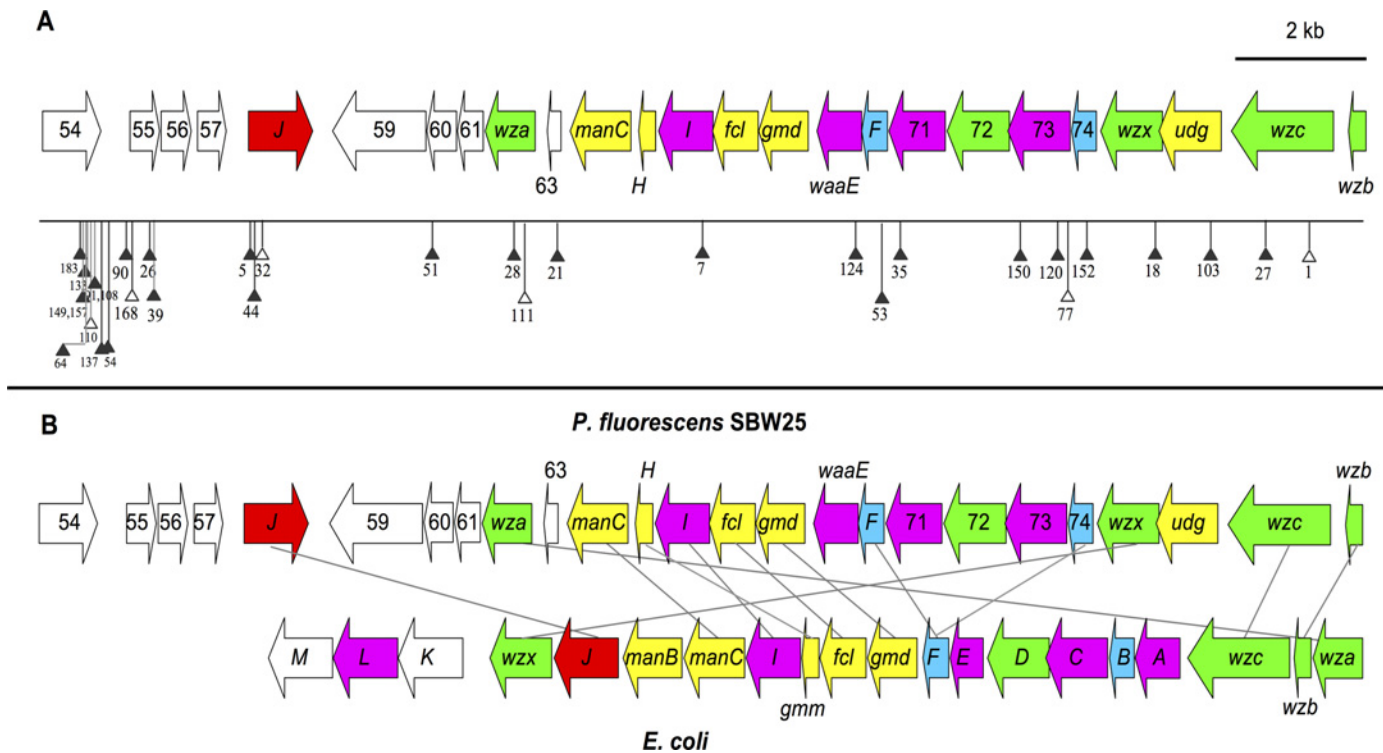 A
2 kb
54 55 56 57 J 59 60 61 wza manC I fcl gmd F 71 72 73 74 wzx udg wzc
63 H waaE wzb
183 90 26 5 32 51 28 21 7 124 35 150 120 152 18 103 27 1
91,108
149,157 168 39 44 111 53 77
110
64 137 54
B
P. fluorescens SBW25
63 H waaE wzb
54 55 56 57 J 59 60 61 wza manC I fcl gmd F 71 72 73 74 wzx udg wzc
M L K wzx J manB manC I fcl gmd F E D C B A wzc wza
gmm wzb
E. coli